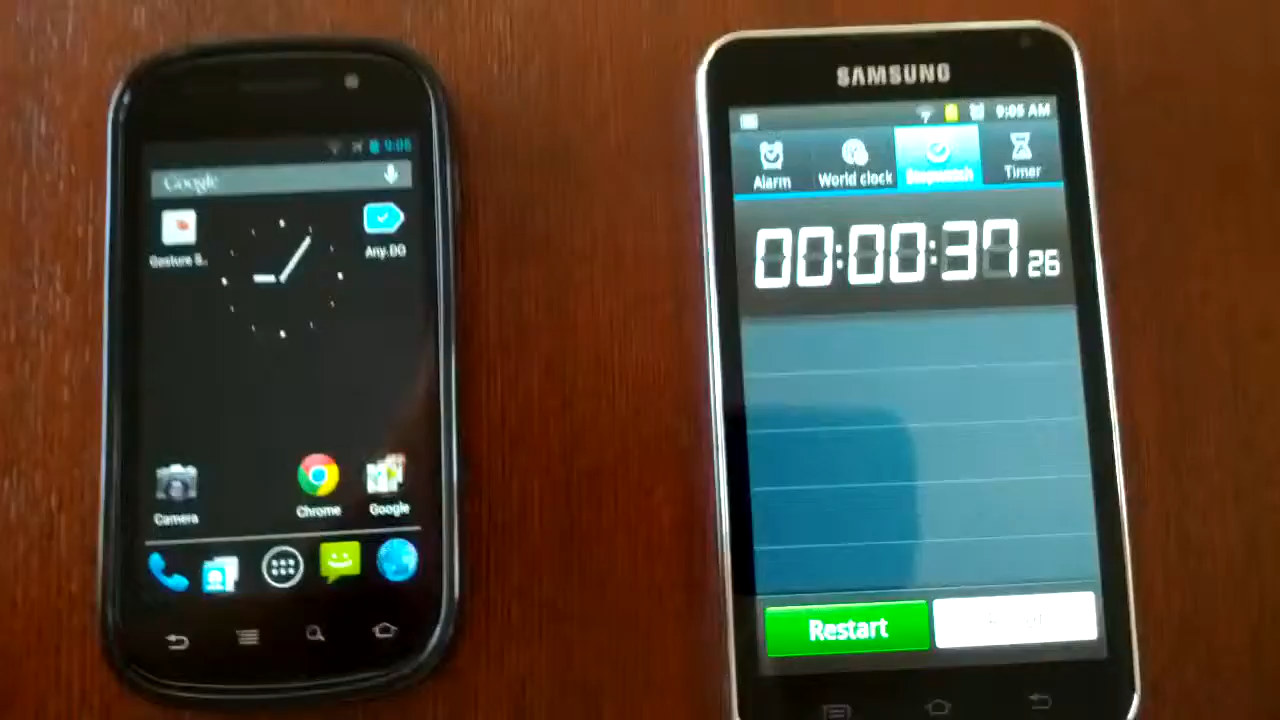 9:06
Google
Gesture S..
Any.DO
Camera
Chrome
Google
SAMSUNG
9:05 AM
Alarm
World clock
Stopwatch
Timer
00:00:37 26
Restart